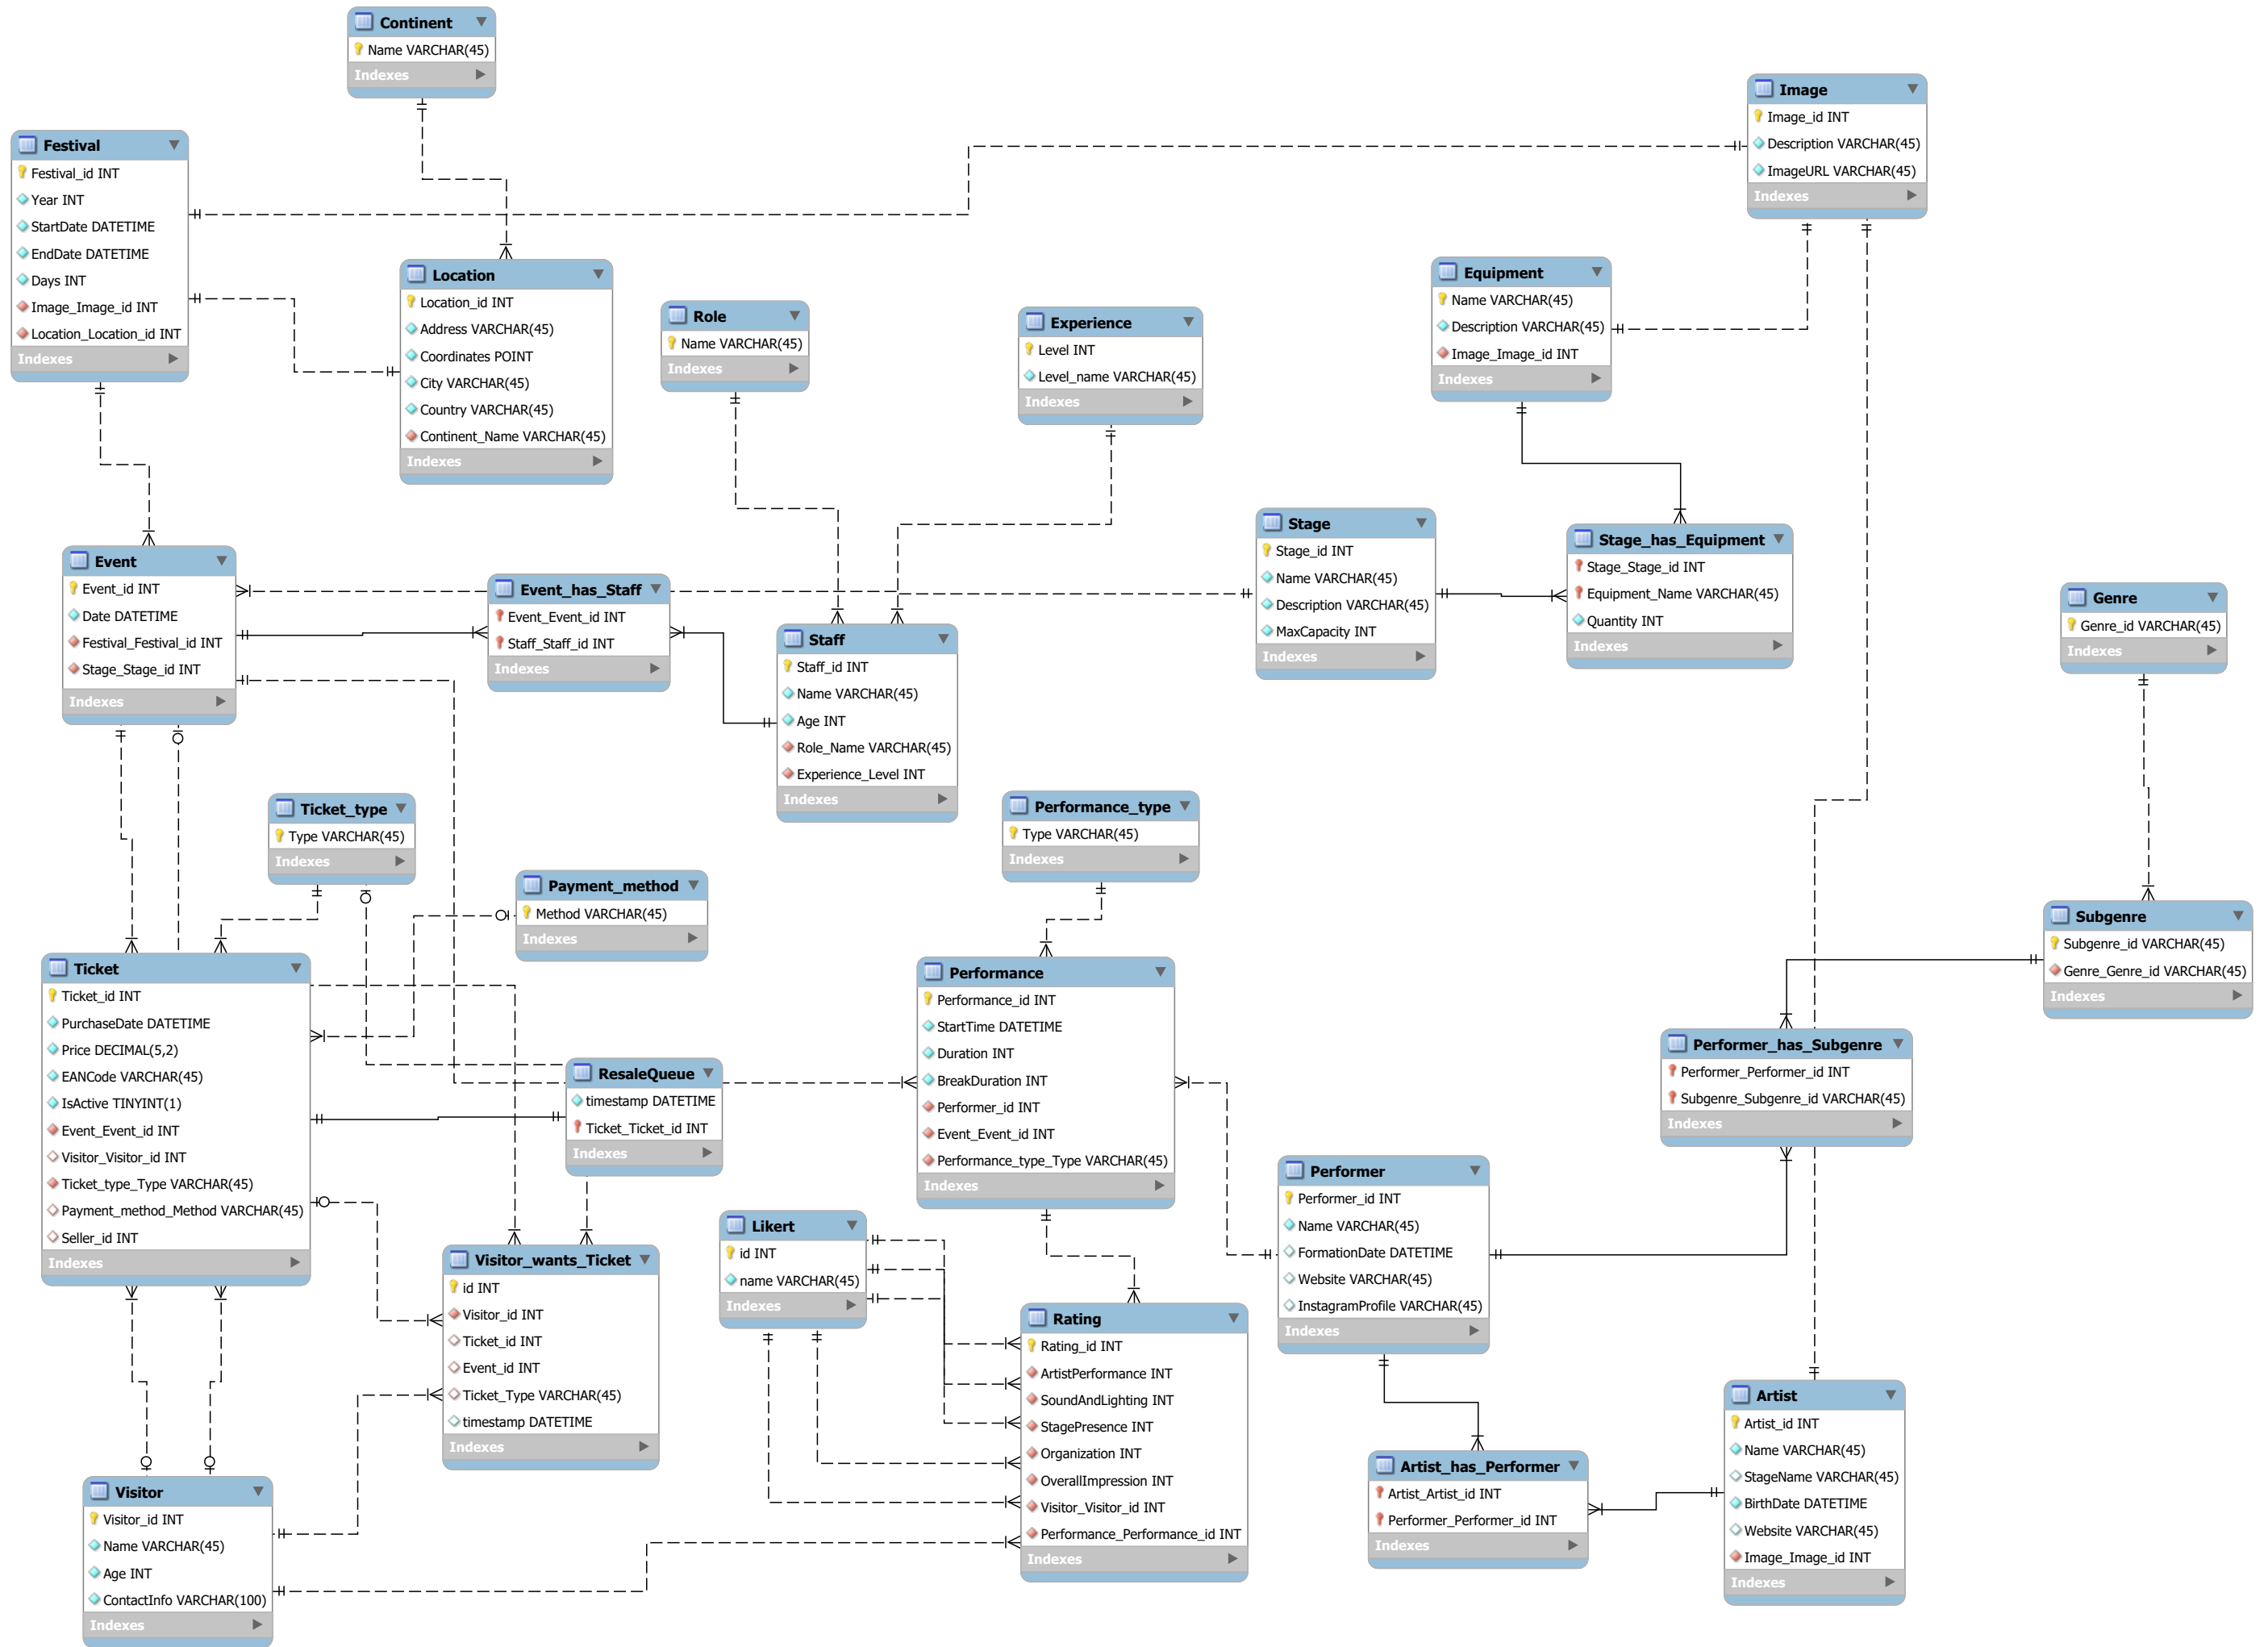 Continent
Name VARCHAR(45)
Indexes
Image
Image_id INT
Description VARCHAR(45)
ImageURL VARCHAR(45)
Indexes
Festival
Festival_id INT
Year INT
StartDate DATETIME
EndDate DATETIME
Days INT
Image_Image_id INT
Location_Location_id INT
Indexes
Location
Location_id INT
Address VARCHAR(45)
Coordinates POINT
City VARCHAR(45)
Country VARCHAR(45)
Continent_Name VARCHAR(45)
Indexes
Role
Name VARCHAR(45)
Indexes
Experience
Level INT
Level_name VARCHAR(45)
Indexes
Equipment
Name VARCHAR(45)
Description VARCHAR(45)
Image_Image_id INT
Indexes
Event
Event_id INT
Date DATETIME
Festival_Festival_id INT
Stage_Stage_id INT
Indexes
Event_has_Staff
Event_Event_id INT
Staff_Staff_id INT
Indexes
Staff
Staff_id INT
Name VARCHAR(45)
Age INT
Role_Name VARCHAR(45)
Experience_Level INT
Indexes
Stage
Stage_id INT
Name VARCHAR(45)
Description VARCHAR(45)
MaxCapacity INT
Indexes
Stage_has_Equipment
Stage_Stage_id INT
Equipment_Name VARCHAR(45)
Quantity INT
Indexes
Genre
Genre_id VARCHAR(45)
Indexes
Ticket_type
Type VARCHAR(45)
Indexes
Payment_method
Method VARCHAR(45)
Indexes
Performance_type
Type VARCHAR(45)
Indexes
Subgenre
Subgenre_id VARCHAR(45)
Genre_Genre_id VARCHAR(45)
Indexes
Ticket
Ticket_id INT
PurchaseDate DATETIME
Price DECIMAL(5,2)
EANCode VARCHAR(45)
IsActive TINYINT(1)
Event_Event_id INT
Visitor_Visitor_id INT
Ticket_type_Type VARCHAR(45)
Payment_method_Method VARCHAR(45)
Seller_id INT
Indexes
ResaleQueue
timestamp DATETIME
Ticket_Ticket_id INT
Indexes
Performance
Performance_id INT
StartTime DATETIME
Duration INT
BreakDuration INT
Performer_id INT
Event_Event_id INT
Performance_type_Type VARCHAR(45)
Indexes
Performer_has_Subgenre
Performer_Performer_id INT
Subgenre_Subgenre_id VARCHAR(45)
Indexes
Performer
Performer_id INT
Name VARCHAR(45)
FormationDate DATETIME
Website VARCHAR(45)
InstagramProfile VARCHAR(45)
Indexes
Visitor_wants_Ticket
id INT
Visitor_id INT
Ticket_id INT
Event_id INT
Ticket_Type VARCHAR(45)
timestamp DATETIME
Indexes
Likert
id INT
name VARCHAR(45)
Indexes
Rating
Rating_id INT
ArtistPerformance INT
SoundAndLighting INT
StagePresence INT
Organization INT
OverallImpression INT
Visitor_Visitor_id INT
Performance_Performance_id INT
Indexes
Artist_has_Performer
Artist_Artist_id INT
Performer_Performer_id INT
Indexes
Artist
Artist_id INT
Name VARCHAR(45)
StageName VARCHAR(45)
BirthDate DATETIME
Website VARCHAR(45)
Image_Image_id INT
Indexes
Visitor
Visitor_id INT
Name VARCHAR(45)
Age INT
ContactInfo VARCHAR(100)
Indexes